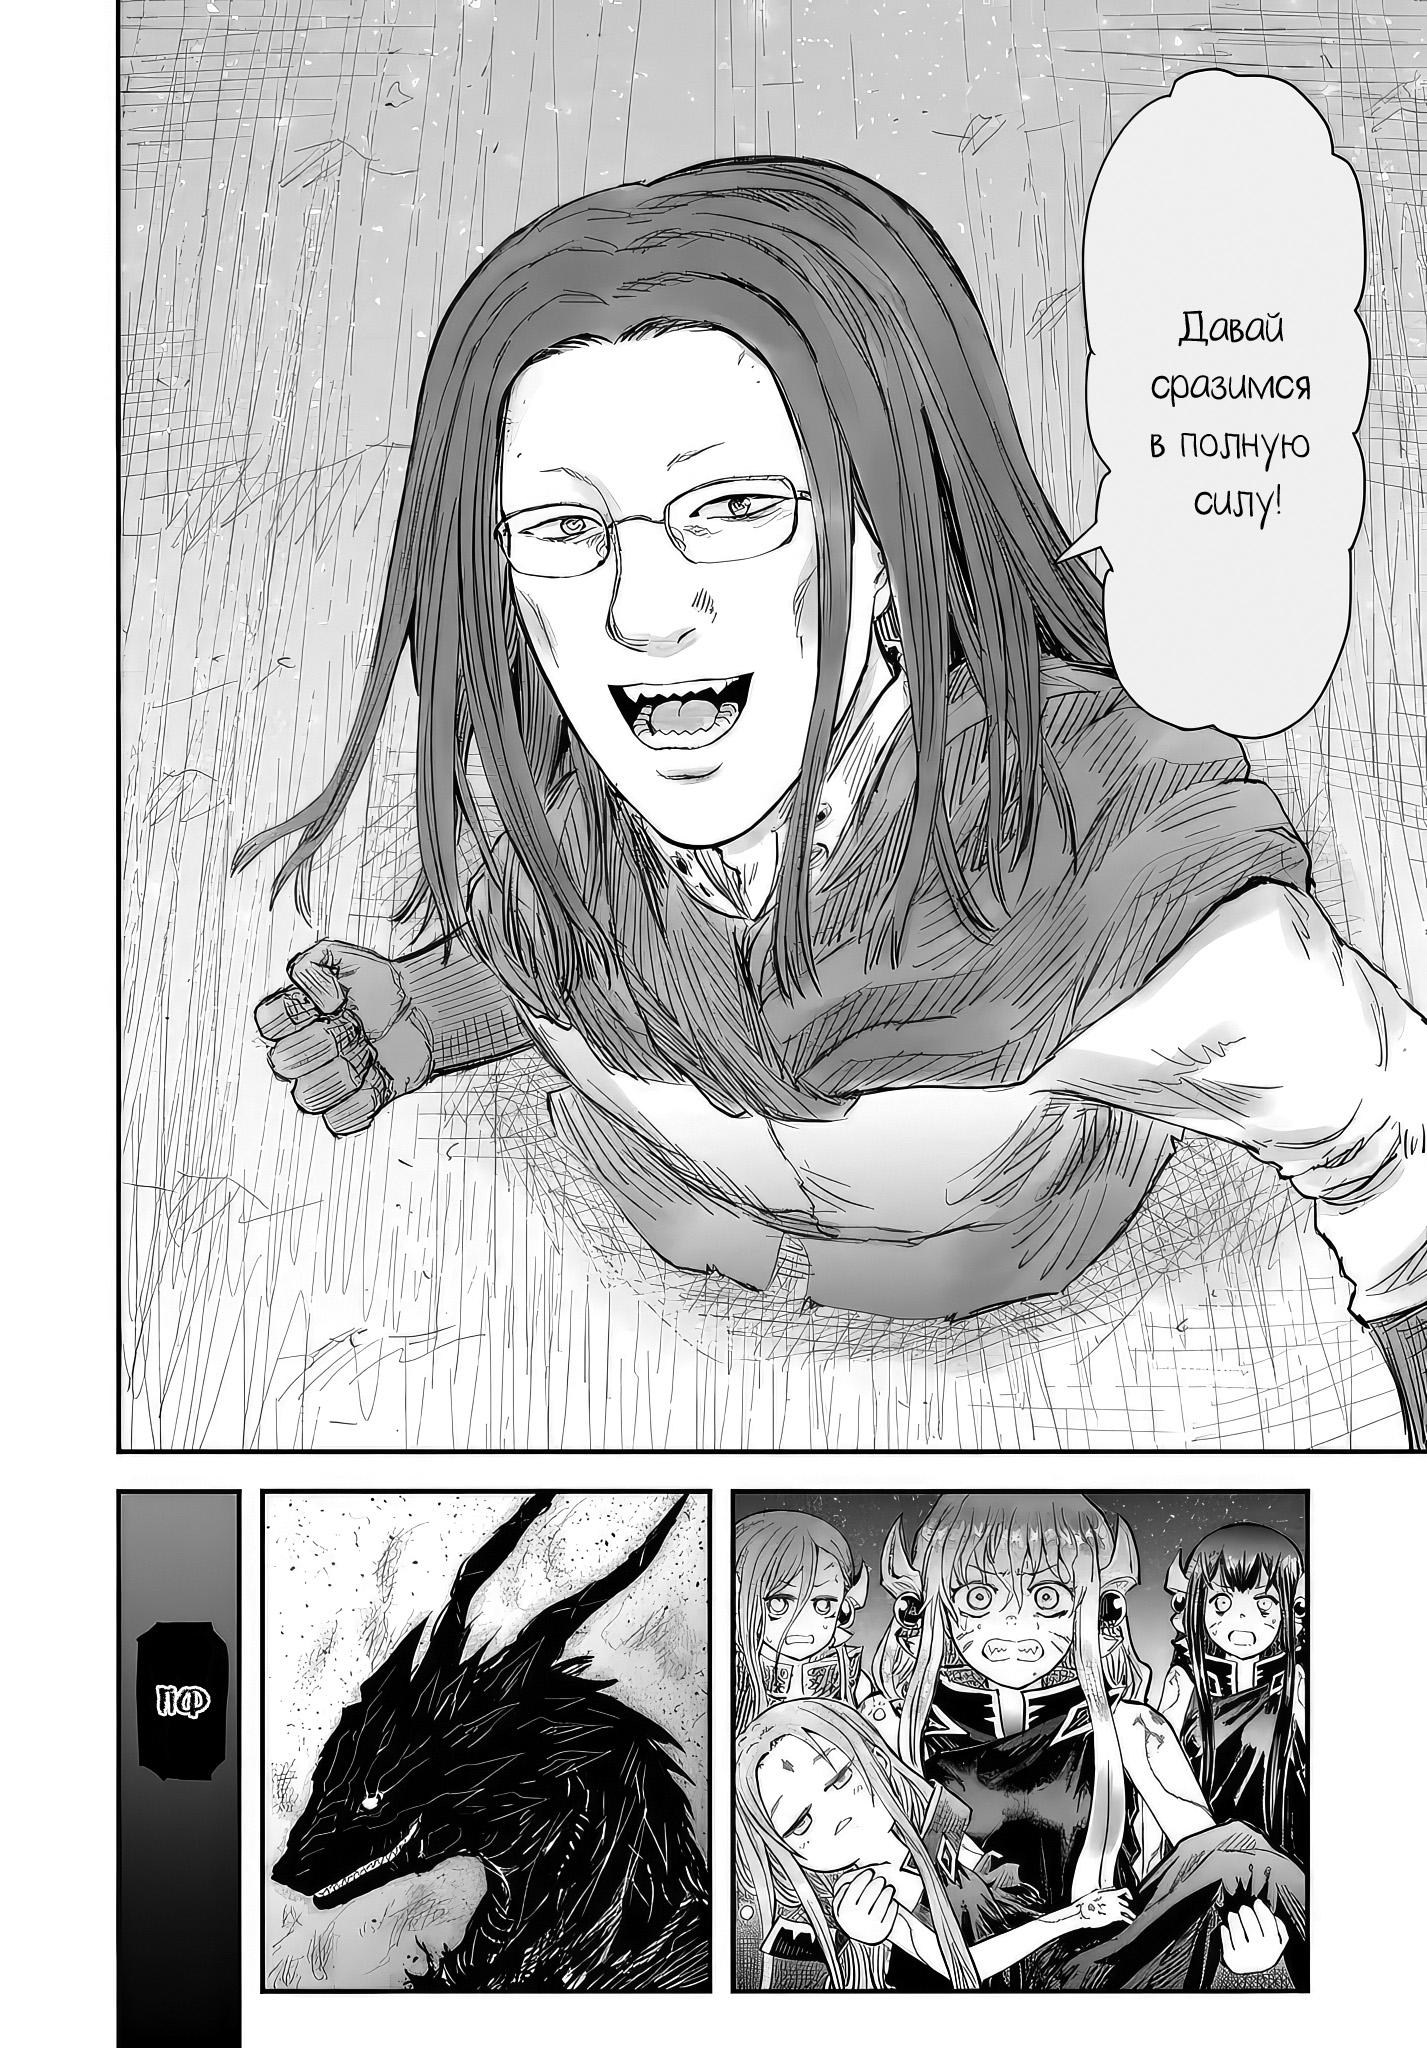 Давай
сразимся
в полную
силу!
пф